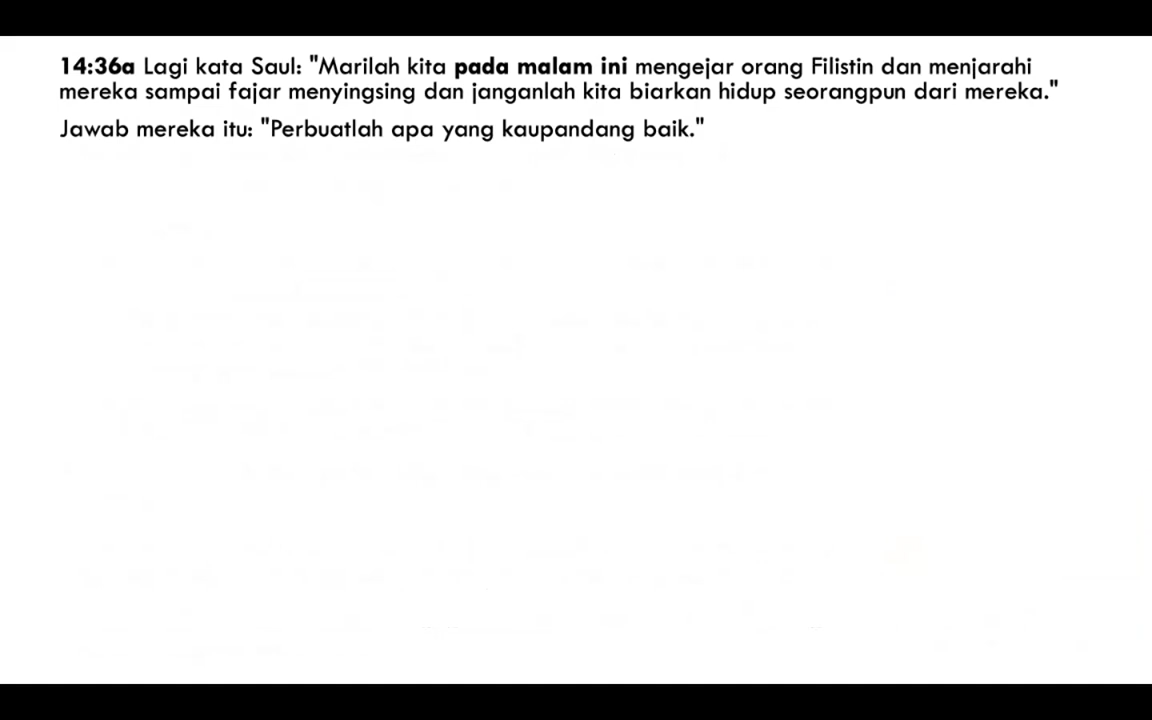 14:36a Lagi kata Saul: "Marilah kita pada malam ini mengejar orang Filistin dan menjarahi
mereka sampai fajar menyingsing dan janganlah kita biarkan hidup seorangpun dari mereka."
Jawab mereka itu: "Perbuatlah apa yang kaupandang baik."